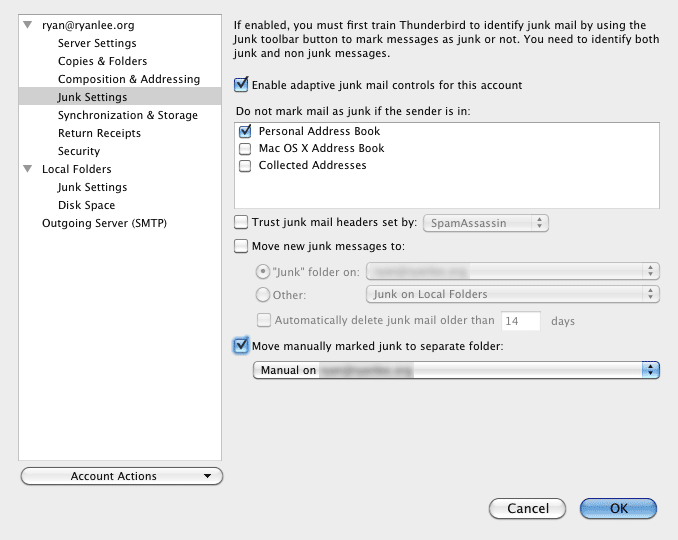 ryan@ryanlee.org
Server Settings
Copies & Folders
Composition & Addressing
Junk Settings
Synchronization & Storage
Return Receipts
Security
Local Folders
Junk Settings
Disk Space
Outgoing Server (SMTP)
Account Actions
If enabled, you must first train Thunderbird to identify junk mail by using the
Junk toolbar button to mark messages as junk or not. You need to identify both
junk and non junk messages.
Enable adaptive junk mail controls for this account
Do not mark mail as junk if the sender is in:
Personal Address Book
Mac OS X Address Book
Collected Addresses
Trust junk mail headers set by: SpamAssassin
Move new junk messages to:
"Junk" folder on:
Other: Junk on Local Folders
Automatically delete junk mail older than 14 days
Move manually marked junk to separate folder:
Manual on
Cancel OK